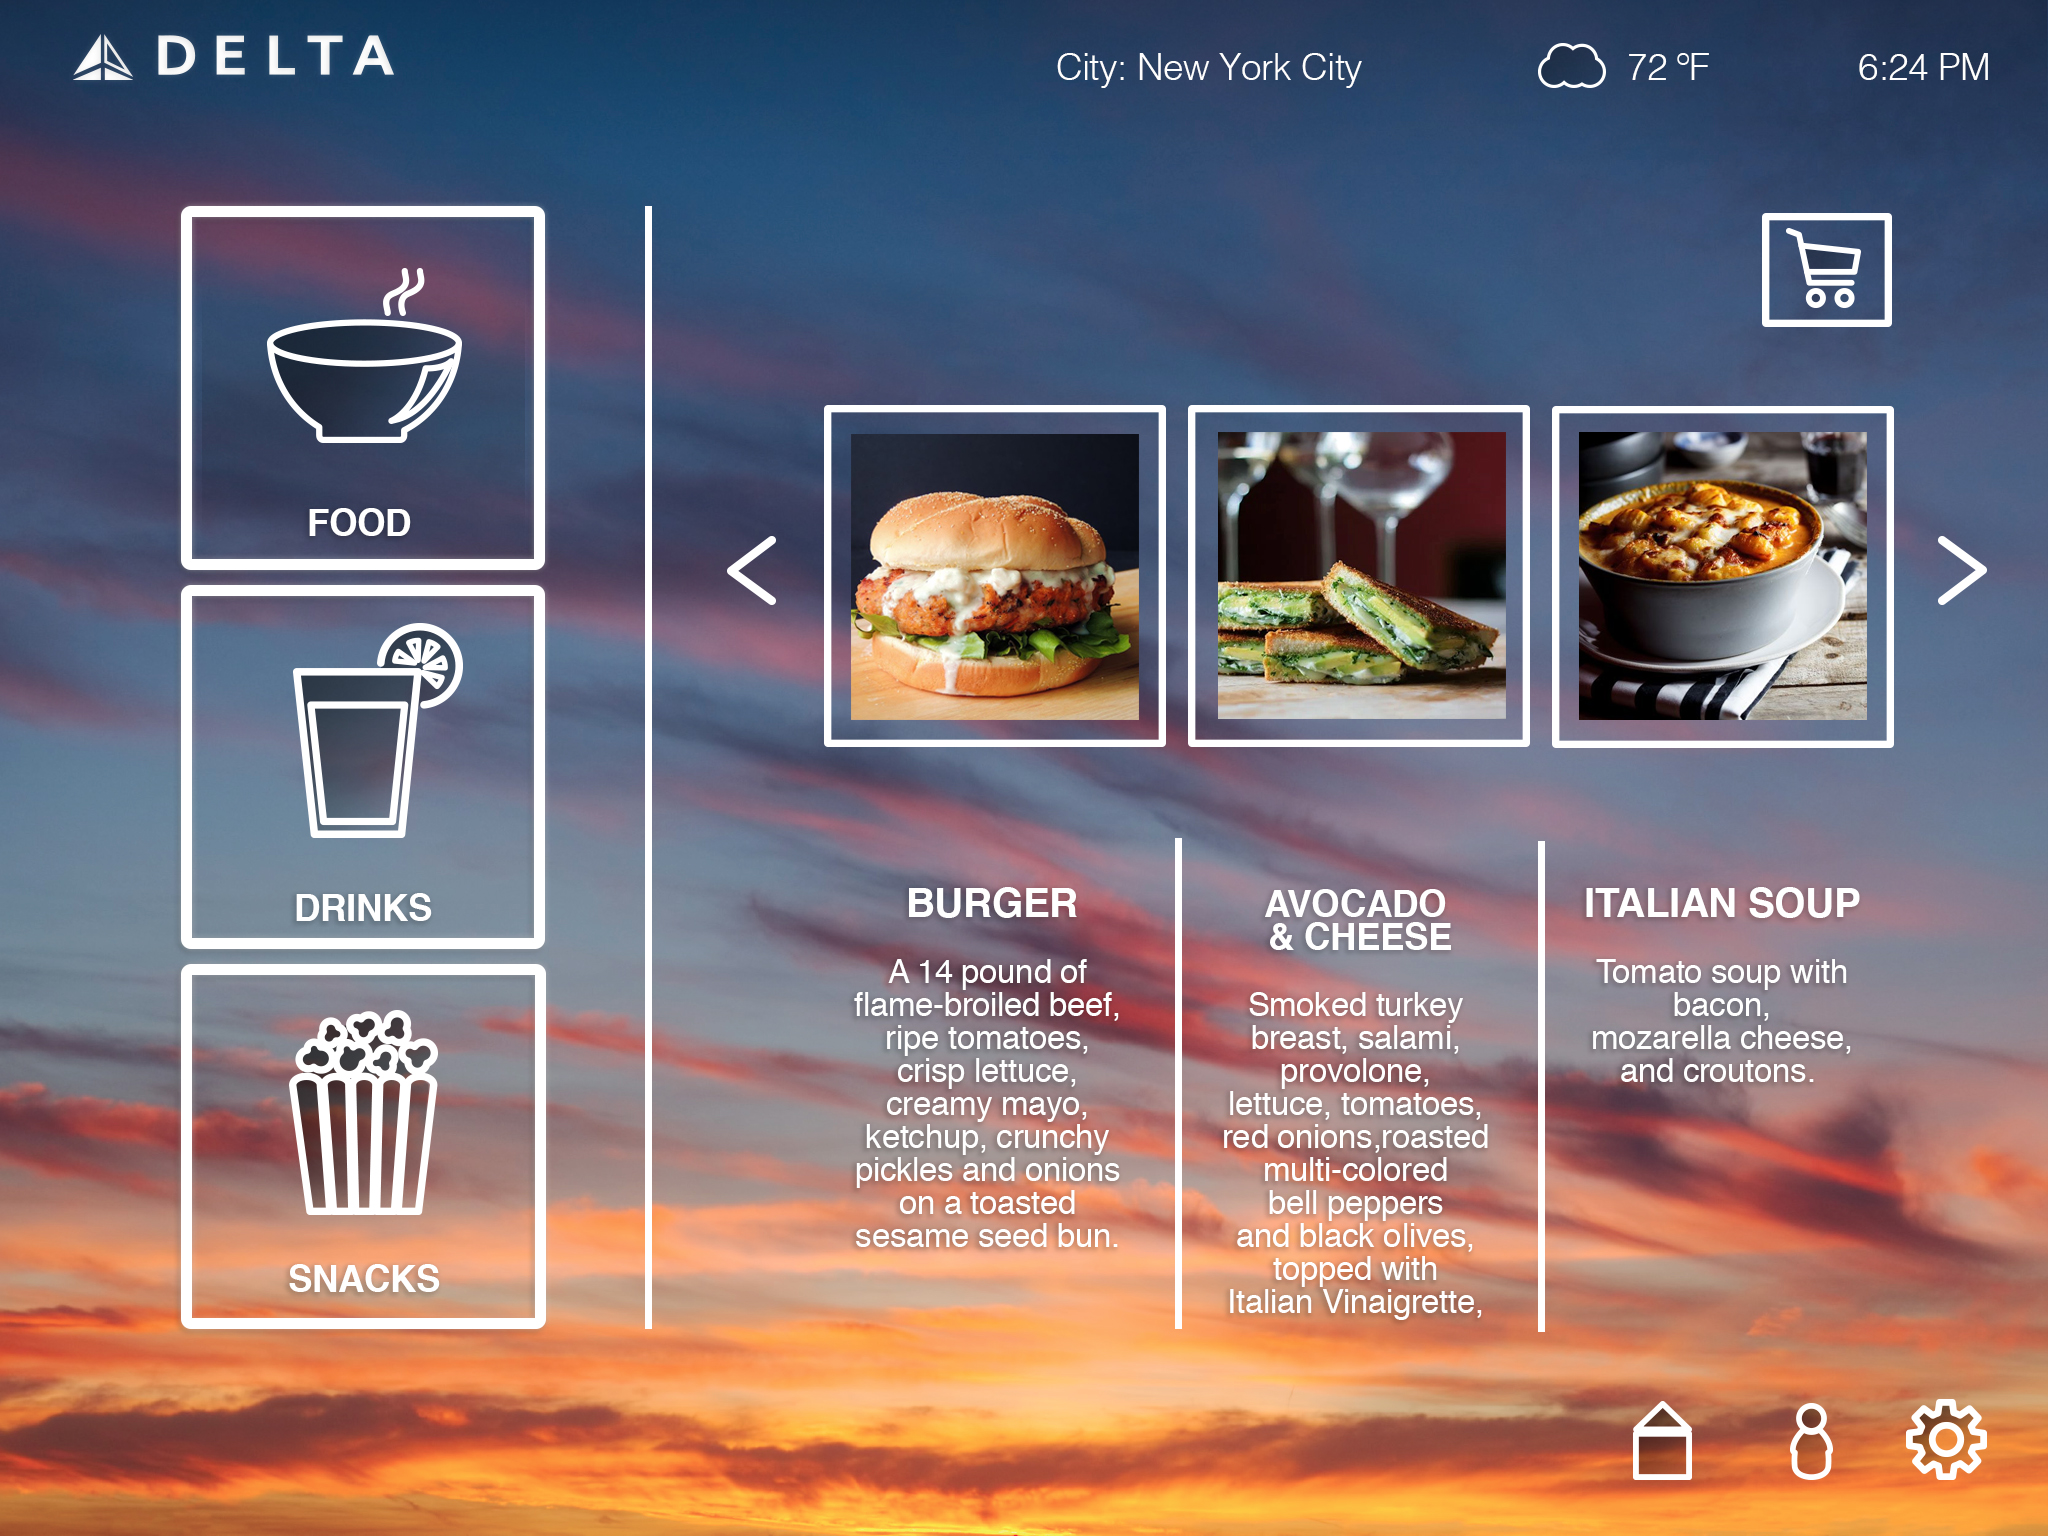 DELTA
City: New York City
72 ºF
6:24 PM
FOOD
DRINKS
SNACKS
BURGER
A 14 pound of
flame-broiled beef,
ripe tomatoes,
crisp lettuce,
creamy mayo,
ketchup, crunchy
pickles and onions
on a toasted
sesame seed bun.
AVOCADO
& CHEESE
Smoked turkey
breast, salami,
provolone,
lettuce, tomatoes,
red onions,roasted
multi-colored
bell peppers
and black olives,
topped with
Italian Vinaigrette,
ITALIAN SOUP
Tomato soup with
bacon,
mozarella cheese,
and croutons.